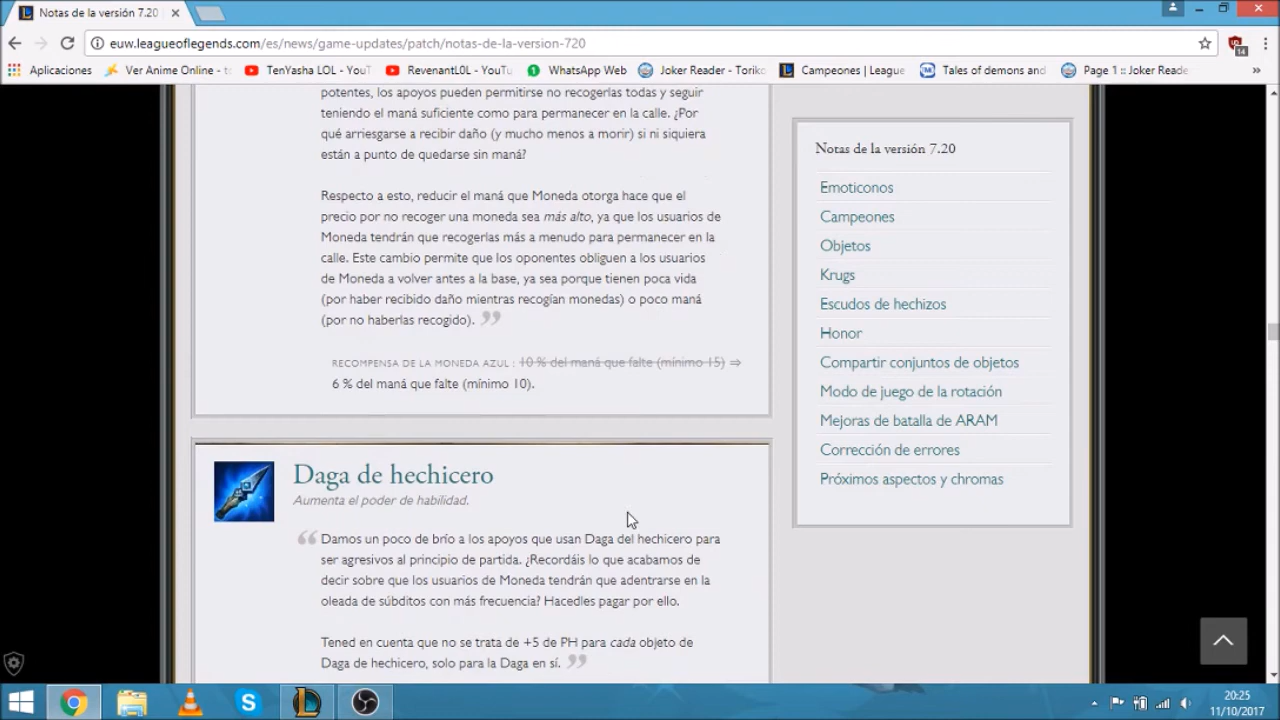 Notas de la versión 7.20
euw.leagueoflegends.com/es/news/game-updates/patch/notas-de-la-version-720
Aplicaciones
Ver Anime Online - to
TenYasha LOL - YouT
RevenantL0L - YouTu
WhatsApp Web
Joker Reader - Toriko
Campeones | League
Tales of demons and
Page 1 :: Joker Reade
»
14
potentes, los apoyos pueden permitirse no recogerlas todas y seguir
teniendo el maná suficiente como para permanecer en la calle. ¿Por
qué arriesgarse a recibir daño (y mucho menos a morir) si ni siquiera
están a punto de quedarse sin maná?
Respecto a esto, reducir el maná que Moneda otorga hace que el
precio por no recoger una moneda sea más alto, ya que los usuarios de
Moneda tendrán que recogerlas más a menudo para permanecer en la
calle. Este cambio permite que los oponentes obliguen a los usuarios
de Moneda a volver antes a la base, ya sea porque tienen poca vida
(por haber recibido daño mientras recogían monedas) o poco maná
(por no haberlas recogido).
RECOMPENSA DE LA MONEDA AZUL : 10 % del maná que falte (mínimo 15) ⇒
6 % del maná que falte (mínimo 10).
Daga de hechicero
Aumenta el poder de habilidad.
Damos un poco de brío a los apoyos que usan Daga del hechicero para
ser agresivos al principio de partida. ¿Recordáis lo que acabamos de
decir sobre que los usuarios de Moneda tendrán que adentrarse en la
oleada de súbditos con más frecuencia? Hacedles pagar por ello.
Tened en cuenta que no se trata de +5 de PH para cada objeto de
Daga de hechicero, solo para la Daga en sí.
Notas de la versión 7.20
Emoticonos
Campeones
Objetos
Krugs
Escudos de hechizos
Honor
Compartir conjuntos de objetos
Modo de juego de la rotación
Mejoras de batalla de ARAM
Corrección de errores
Próximos aspectos y chromas
20:25
11/10/2017